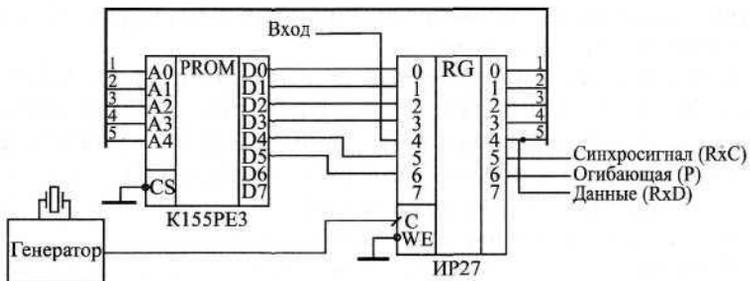 Вход
1 2 3 4 5
A0 A1 A2 A3 A4
PROM
D0 D1 D2 D3 D4 D5 D6 D7
CS
К155РЕ3
0 1 2 3 4 5 6 7
RG
0 1 2 3 4 5 6 7
C
WE
ИР27
1 2 3 4 5
Синхросигнал (RxC)
Огибающая (P)
Данные (RxD)
Генератор